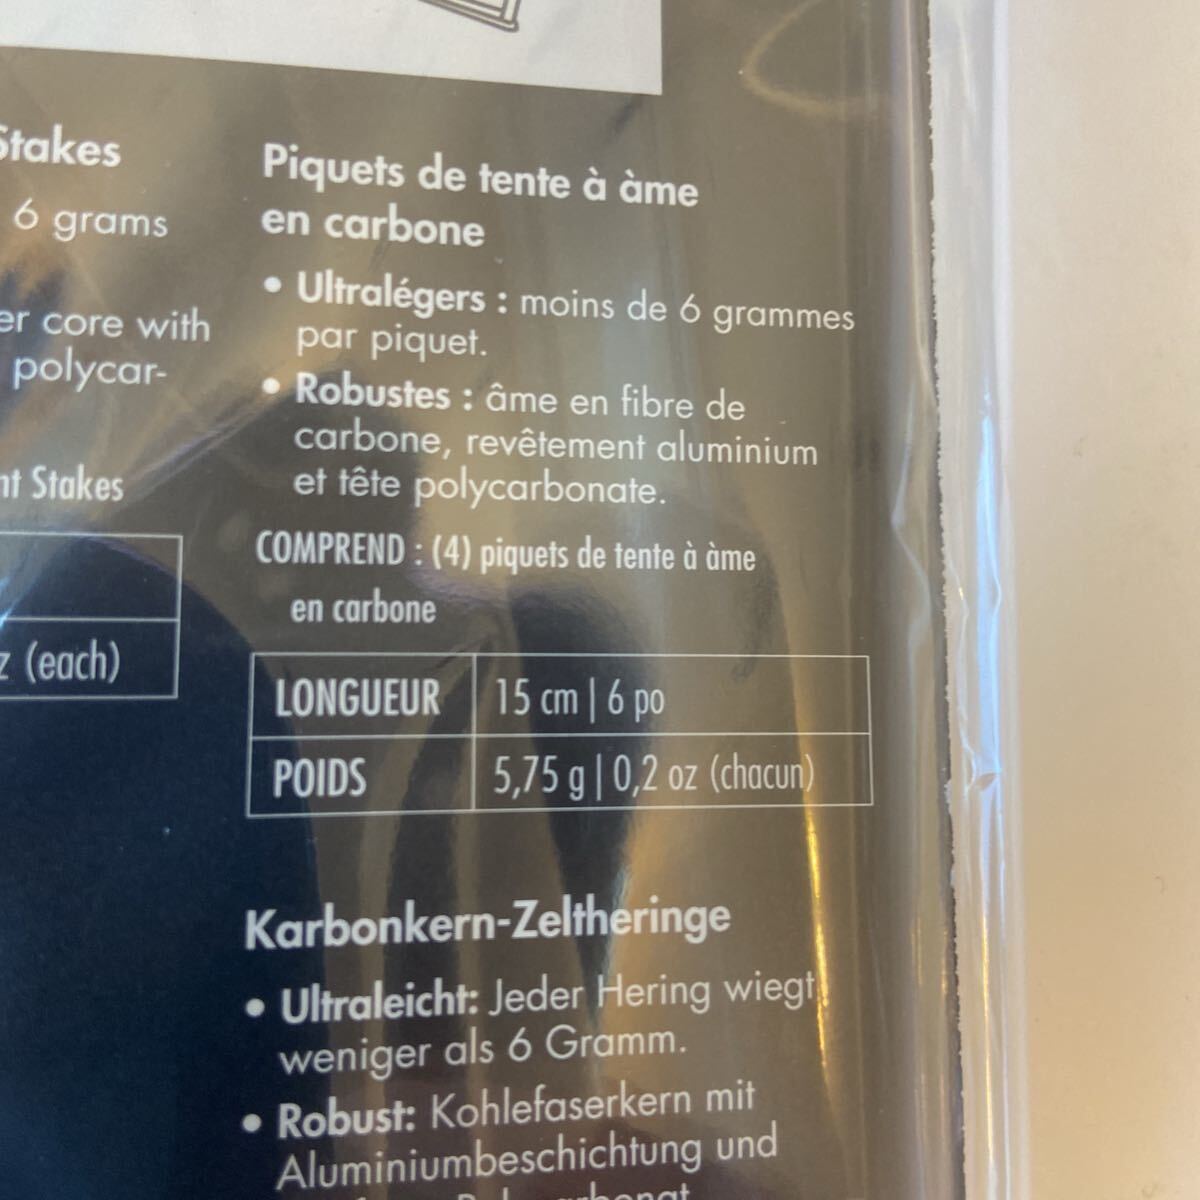 Stakes
6 grams
er core with
polycar-
nt Stakes
z (each)
Piquets de tente à àme
en carbone
• Ultralégers : moins de 6 grammes
par piquet.
• Robustes : âme en fibre de
carbone, revêtement aluminium
et tête polycarbonate.
COMPREND : (4) piquets de tente à àme
en carbone
LONGUEUR 15 cm | 6 po
POIDS 5,75 g | 0,2 oz (chacun)
Karbonkern-Zeltheringe
• Ultraleicht: Jeder Hering wiegt
weniger als 6 Gramm.
• Robust: Kohlefaserkern mit
Aluminiumbeschichtung und